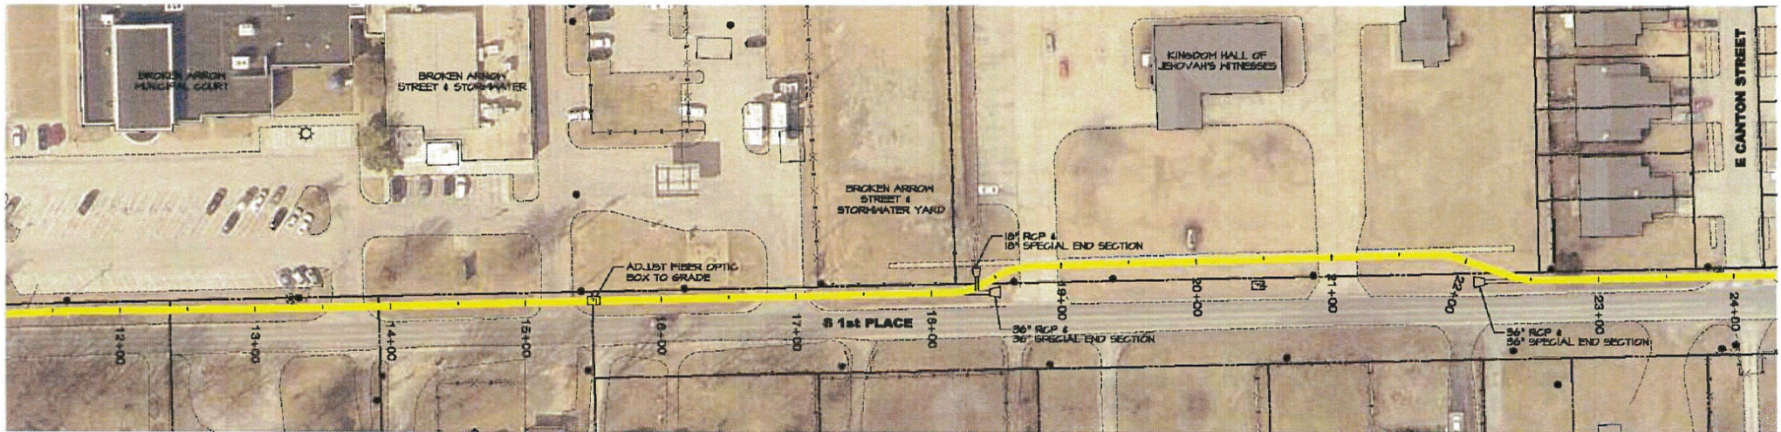 BROKEN ARROW
MUNICIPAL COURT
BROKEN ARROW
STREET & STORMWATER
KINGDOM HALL OF
JEHOVAH'S WITNESSES
E CANTON STREET
BROKEN ARROW
STREET &
STORMWATER YARD
18" RCP &
18" SPECIAL END SECTION
ADJUST FIBER OPTIC
BOX TO GRADE
S 1st PLACE
36" RCP &
36" SPECIAL END SECTION
36" RCP &
36" SPECIAL END SECTION
12+00
13+00
14+00
15+00
16+00
17+00
18+00
19+00
20+00
21+00
22+00
23+00
24+00